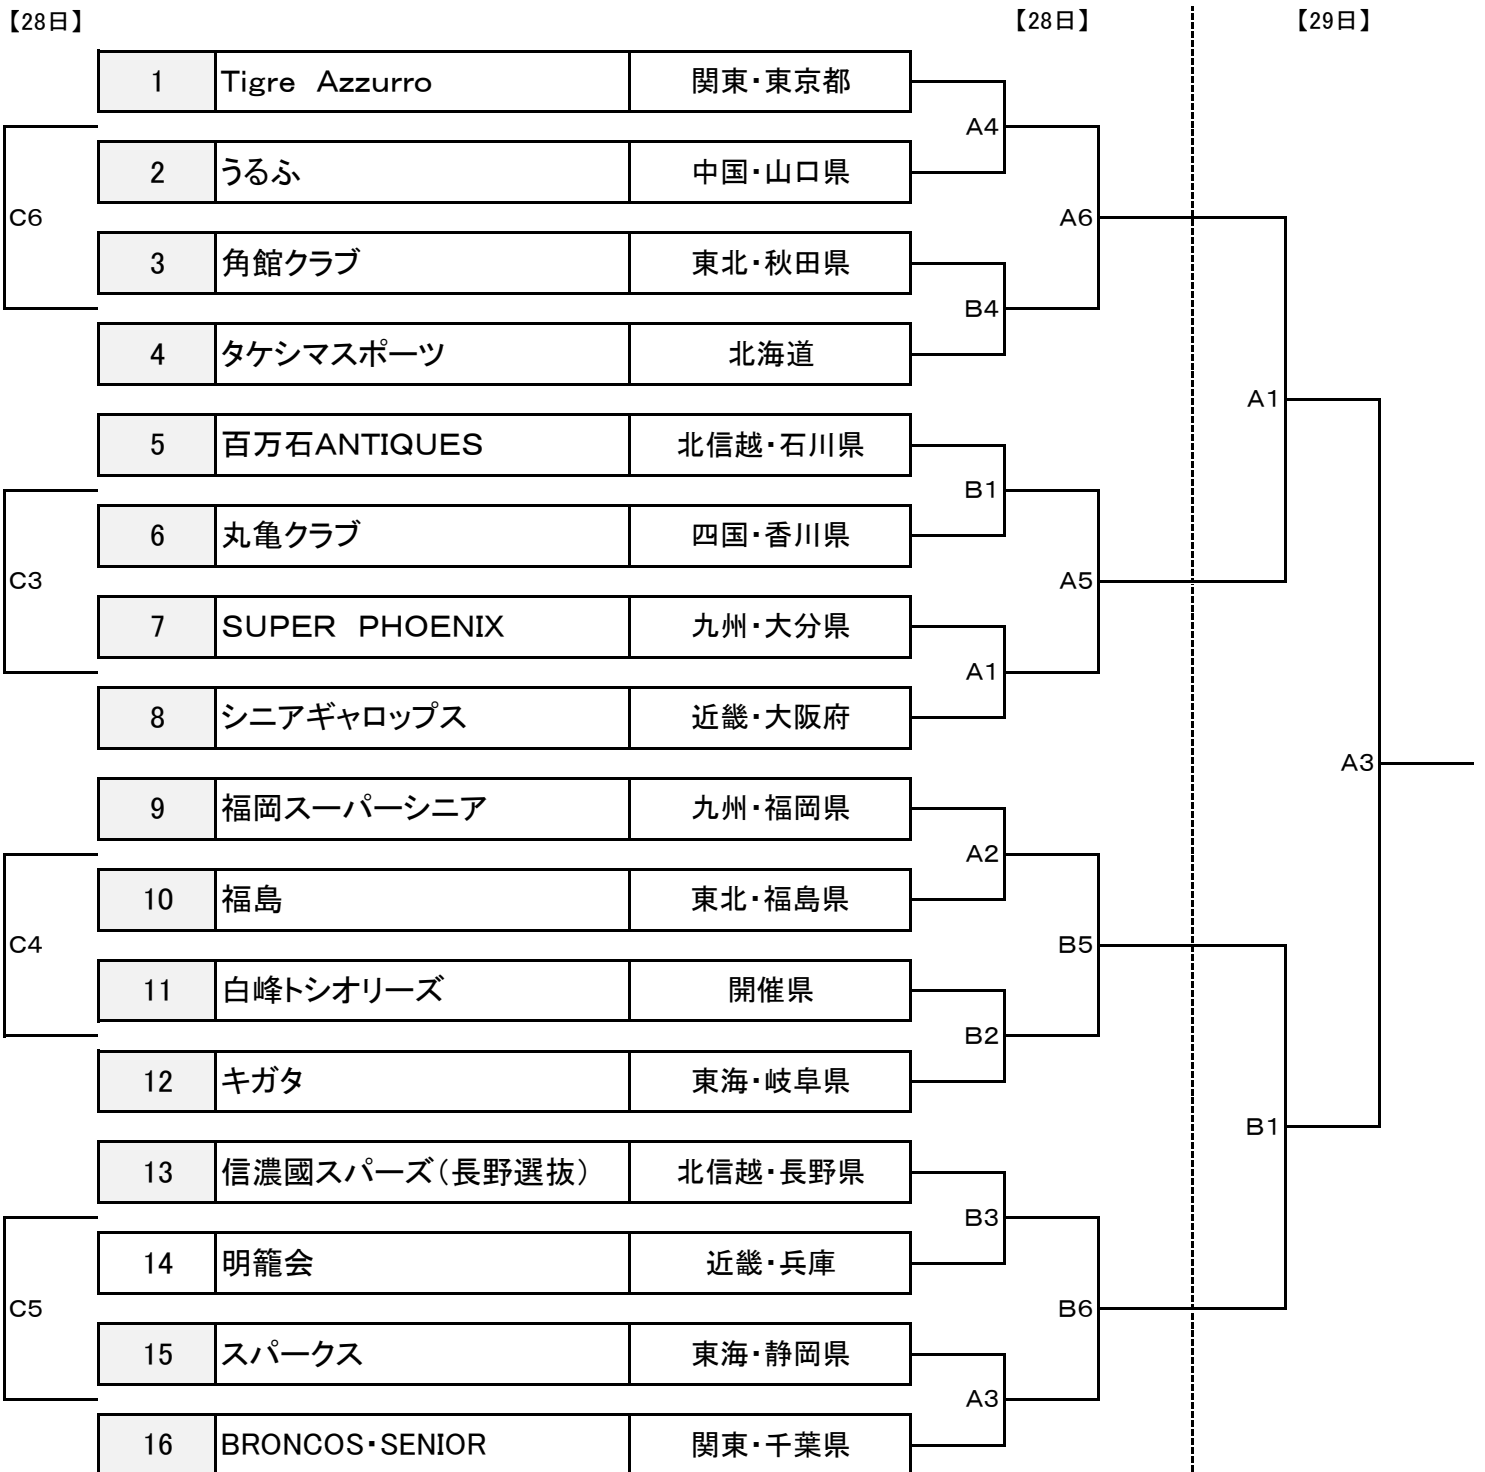 【28日】 【28日】 【29日】
1 Tigre Azzurro 関東・東京都
A4
2 うるふ 中国・山口県
C6 A6
3 角館クラブ 東北・秋田県
B4
4 タケシマスポーツ 北海道
A1
5 百万石ANTIQUES 北信越・石川県
B1
6 丸亀クラブ 四国・香川県
C3 A5
7 SUPER PHOENIX 九州・大分県
A1
8 シニアギャロップス 近畿・大阪府
A3
9 福岡スーパーシニア 九州・福岡県
A2
10 福島 東北・福島県
C4 B5
11 白峰トシオリーズ 開催県
B2
12 キガタ 東海・岐阜県
B1
13 信濃國スパーズ（長野選抜） 北信越・長野県
B3
14 明籠会 近畿・兵庫
C5 B6
15 スパークス 東海・静岡県
A3
16 BRONCOS・SENIOR 関東・千葉県